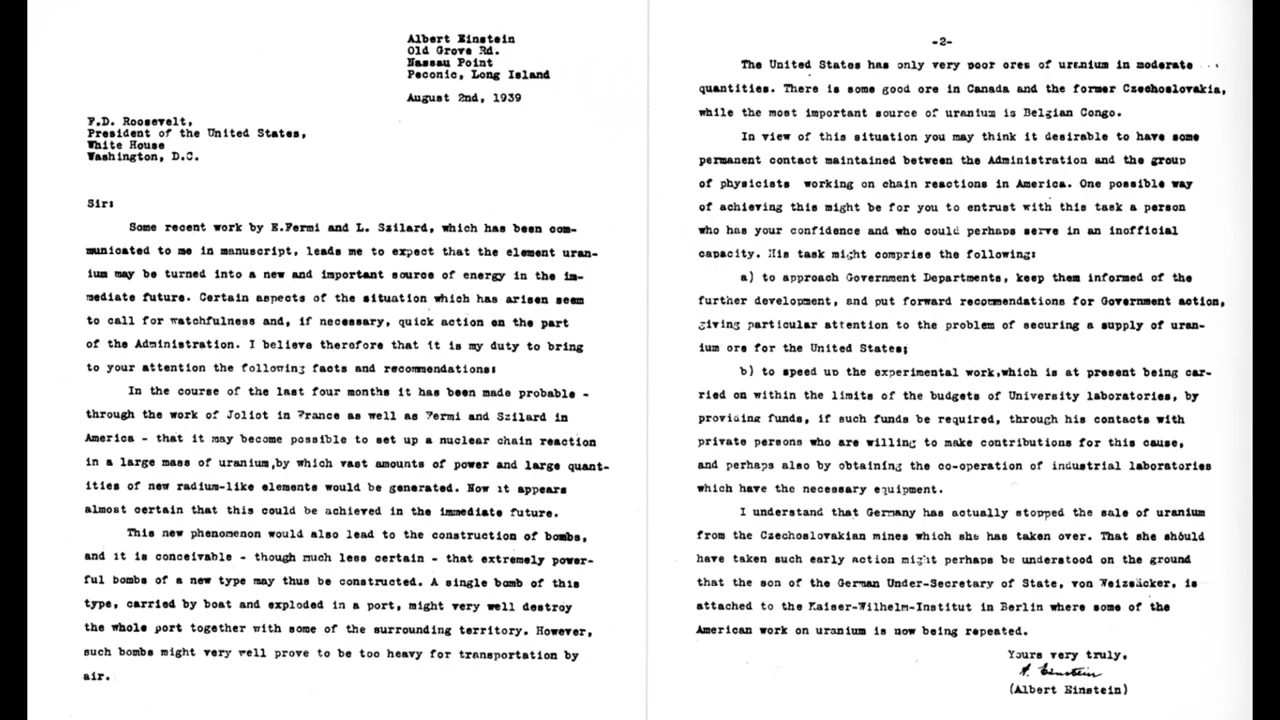 Albert Einstein
Old Grove Rd.
Nassau Point
Peconic, Long Island
August 2nd, 1939
F.D. Roosevelt,
President of the United States,
White House
Washington, D.C.
Sir:
Some recent work by E.Fermi and L. Szilard, which has been com-
municated to me in manuscript, leads me to expect that the element uran-
ium may be turned into a new and important source of energy in the im-
mediate future. Certain aspects of the situation which has arisen seem
to call for watchfulness and, if necessary, quick action on the part
of the Administration. I believe therefore that it is my duty to bring
to your attention the following facts and recommendations:
In the course of the last four months it has been made probable -
through the work of Joliot in France as well as Fermi and Szilard in
America - that it may become possible to set up a nuclear chain reaction
in a large mass of uranium,by which vast amounts of power and large quant-
ities of new radium-like elements would be generated. Now it appears
almost certain that this could be achieved in the immediate future.
This new phenomenon would also lead to the construction of bombs,
and it is conceivable - though much less certain - that extremely power-
ful bombs of a new type may thus be constructed. A single bomb of this
type, carried by boat and exploded in a port, might very well destroy
the whole port together with some of the surrounding territory. However,
such bombs might very well prove to be too heavy for transportation by
air.
-2-
The United States has only very poor ores of uranium in moderate
quantities. There is some good ore in Canada and the former Czechoslovakia,
while the most important source of uranium is Belgian Congo.
In view of this situation you may think it desirable to have some
permanent contact maintained between the Administration and the group
of physicists working on chain reactions in America. One possible way
of achieving this might be for you to entrust with this task a person
who has your confidence and who could perhaps serve in an inofficial
capacity. His task might comprise the following:
a) to approach Government Departments, keep them informed of the
further development, and put forward recommendations for Government action,
giving particular attention to the problem of securing a supply of uran-
ium ore for the United States;
b) to speed up the experimental work,which is at present being car-
ried on within the limits of the budgets of University laboratories, by
providing funds, if such funds be required, through his contacts with
private persons who are willing to make contributions for this cause,
and perhaps also by obtaining the co-operation of industrial laboratories
which have the necessary equipment.
I understand that Germany has actually stopped the sale of uranium
from the Czechoslovakian mines which she has taken over. That she should
have taken such early action might perhaps be understood on the ground
that the son of the German Under-Secretary of State, von Weizsäcker, is
attached to the Kaiser-Wilhelm-Institut in Berlin where some of the
American work on uranium is now being repeated.
Yours very truly,
A. Einstein
(Albert Einstein)